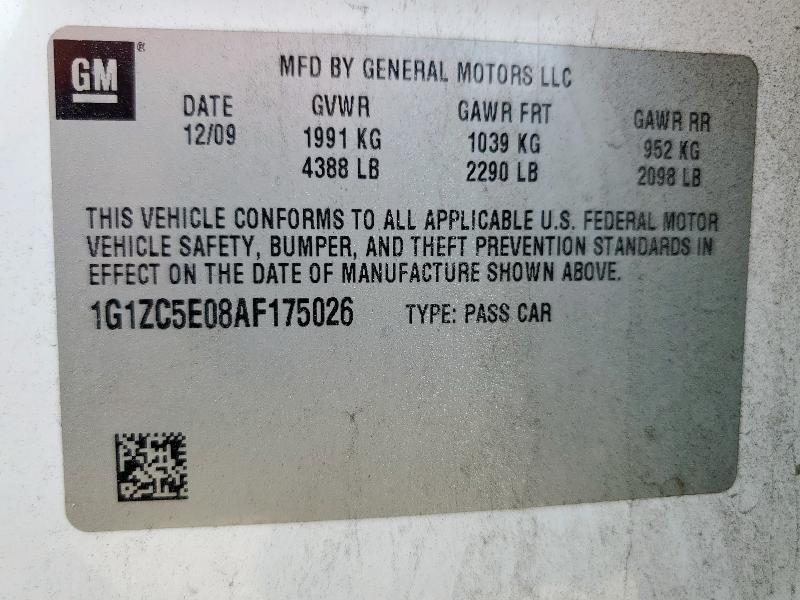 GM®
MFD BY GENERAL MOTORS LLC
DATE GVWR GAWR FRT GAWR RR
12/09 1991 KG 1039 KG 952 KG
4388 LB 2290 LB 2098 LB
THIS VEHICLE CONFORMS TO ALL APPLICABLE U.S. FEDERAL MOTOR
VEHICLE SAFETY, BUMPER, AND THEFT PREVENTION STANDARDS IN
EFFECT ON THE DATE OF MANUFACTURE SHOWN ABOVE.
1G1ZC5E08AF175026 TYPE: PASS CAR